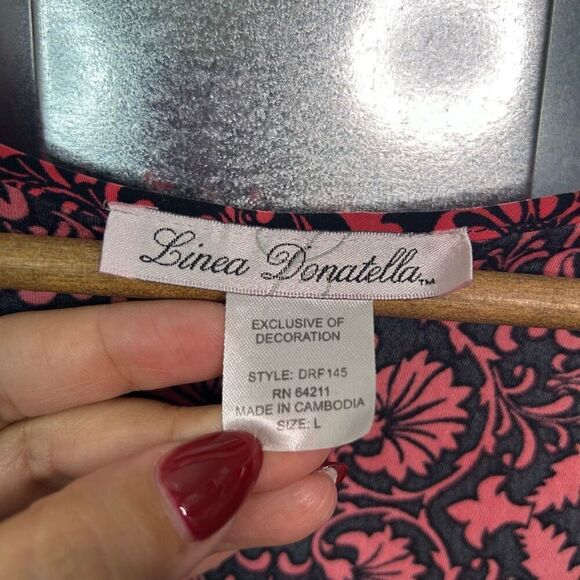 Linea Donatella™
EXCLUSIVE OF
DECORATION
STYLE: DRF145
RN 64211
MADE IN CAMBODIA
SIZE: L